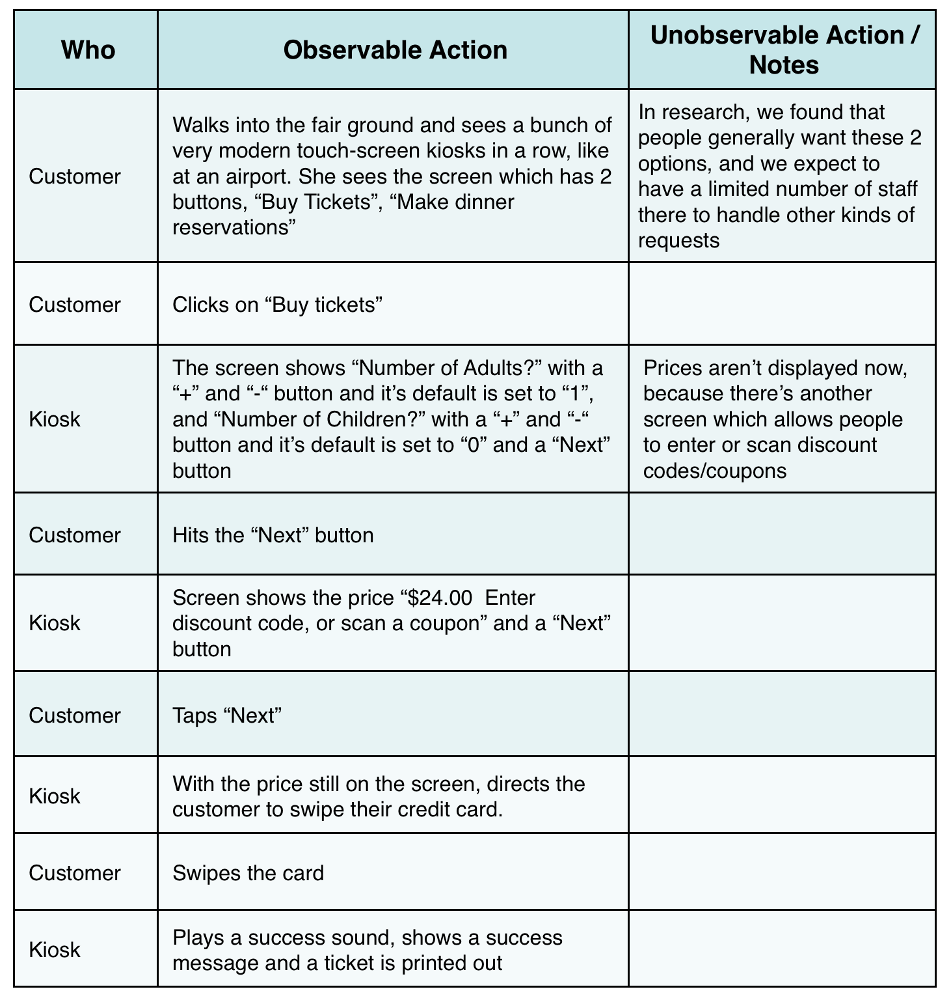 Who
Observable Action
Unobservable Action /
Notes
Customer
Walks into the fair ground and sees a bunch of
very modern touch-screen kiosks in a row, like
at an airport. She sees the screen which has 2
buttons, “Buy Tickets”, “Make dinner
reservations”
In research, we found that
people generally want these 2
options, and we expect to
have a limited number of staff
there to handle other kinds of
requests
Customer
Clicks on “Buy tickets”
Kiosk
The screen shows “Number of Adults?” with a
“+” and “-“ button and it’s default is set to “1”,
and “Number of Children?” with a “+” and “-“
button and it’s default is set to “0” and a “Next”
button
Prices aren’t displayed now,
because there’s another
screen which allows people
to enter or scan discount
codes/coupons
Customer
Hits the “Next” button
Kiosk
Screen shows the price “$24.00  Enter
discount code, or scan a coupon” and a “Next”
button
Customer
Taps “Next”
Kiosk
With the price still on the screen, directs the
customer to swipe their credit card.
Customer
Swipes the card
Kiosk
Plays a success sound, shows a success
message and a ticket is printed out